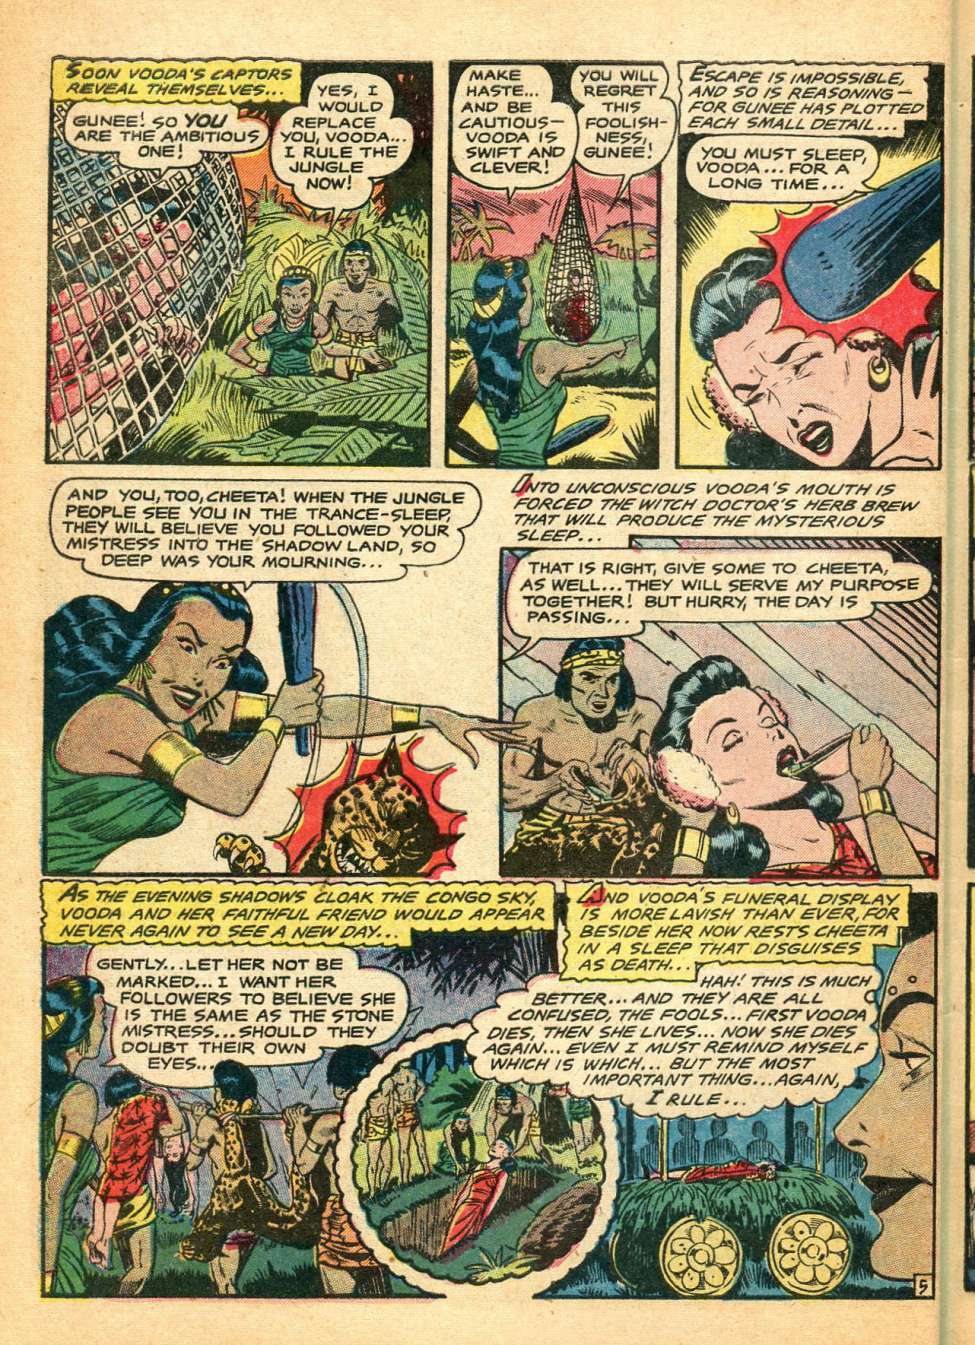 SOON VOODA'S CAPTORS
REVEAL THEMSELVES...
GUNEE! SO YOU
ARE THE AMBITIOUS
ONE!
YES, I
WOULD
REPLACE
YOU, VOODA...
I RULE THE
JUNGLE
NOW!
MAKE
HASTE...
AND BE
CAUTIOUS-
VOODA IS
SWIFT AND
CLEVER!
YOU WILL
REGRET
THIS
FOOLISH-
NESS,
GUNEE!
ESCAPE IS IMPOSSIBLE,
AND SO IS REASONING—
FOR GUNEE HAS PLOTTED
EACH SMALL DETAIL...
YOU MUST SLEEP,
VOODA... FOR A
LONG TIME...
AND YOU, TOO, CHEETA! WHEN THE JUNGLE
PEOPLE SEE YOU IN THE TRANCE-SLEEP,
THEY WILL BELIEVE YOU FOLLOWED YOUR
MISTRESS INTO THE SHADOW LAND, SO
DEEP WAS YOUR MOURNING...
INTO UNCONSCIOUS VOODA'S MOUTH IS
FORCED THE WITCH DOCTOR'S HERB BREW
THAT WILL PRODUCE THE MYSTERIOUS
SLEEP...
THAT IS RIGHT, GIVE SOME TO CHEETA,
AS WELL... THEY WILL SERVE MY PURPOSE
TOGETHER! BUT HURRY, THE DAY IS
PASSING...
AS THE EVENING SHADOWS CLOAK THE CONGO SKY,
VOODA AND HER FAITHFUL FRIEND WOULD APPEAR
NEVER AGAIN TO SEE A NEW DAY...
GENTLY... LET HER NOT BE
MARKED... I WANT HER
FOLLOWERS TO BELIEVE SHE
IS THE SAME AS THE STONE
MISTRESS... SHOULD THEY
DOUBT THEIR OWN
EYES...
AND VOODA'S FUNERAL DISPLAY
IS MORE LAVISH THAN EVER, FOR
BESIDE HER NOW RESTS CHEETA
IN A SLEEP THAT DISGUISES
AS DEATH...
HAH! THIS IS MUCH
BETTER... AND THEY ARE ALL
CONFUSED, THE FOOLS... FIRST VOODA
DIES, THEN SHE LIVES... NOW SHE DIES
AGAIN... EVEN I MUST REMIND MYSELF
WHICH IS WHICH... BUT THE MOST
IMPORTANT THING... AGAIN,
I RULE...
5